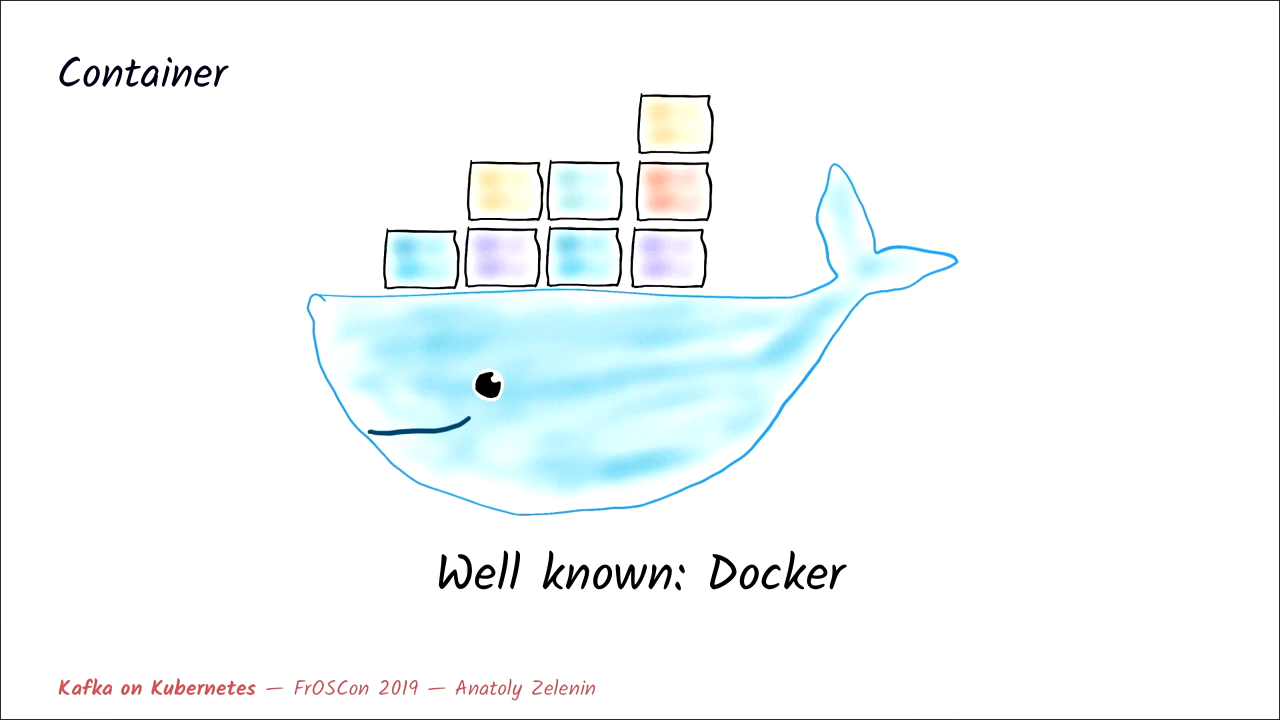 Container
Well known: Docker
Kafka on Kubernetes — FrOSCon 2019 — Anatoly Zelenin